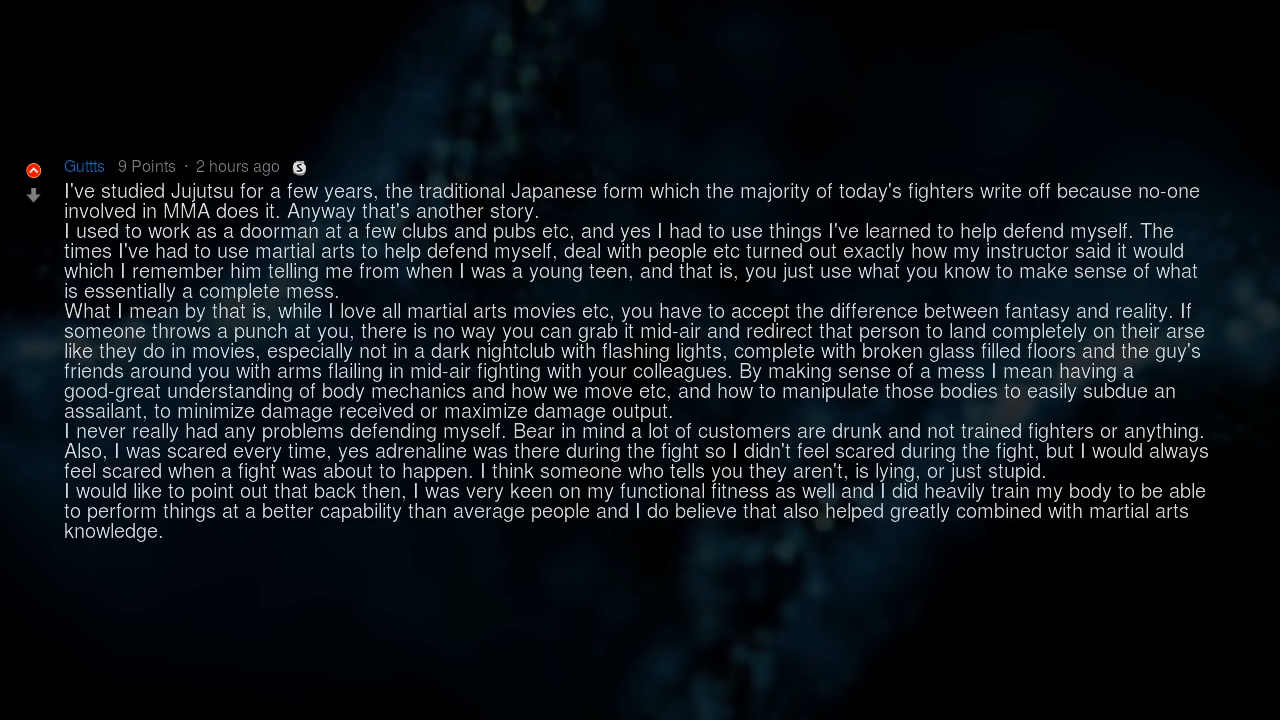 Guttts 9 Points · 2 hours ago S
I've studied Jujutsu for a few years, the traditional Japanese form which the majority of today's fighters write off because no-one
involved in MMA does it. Anyway that's another story.
I used to work as a doorman at a few clubs and pubs etc, and yes I had to use things I've learned to help defend myself. The
times I've had to use martial arts to help defend myself, deal with people etc turned out exactly how my instructor said it would
which I remember him telling me from when I was a young teen, and that is, you just use what you know to make sense of what
is essentially a complete mess.
What I mean by that is, while I love all martial arts movies etc, you have to accept the difference between fantasy and reality. If
someone throws a punch at you, there is no way you can grab it mid-air and redirect that person to land completely on their arse
like they do in movies, especially not in a dark nightclub with flashing lights, complete with broken glass filled floors and the guy's
friends around you with arms flailing in mid-air fighting with your colleagues. By making sense of a mess I mean having a
good-great understanding of body mechanics and how we move etc, and how to manipulate those bodies to easily subdue an
assailant, to minimize damage received or maximize damage output.
I never really had any problems defending myself. Bear in mind a lot of customers are drunk and not trained fighters or anything.
Also, I was scared every time, yes adrenaline was there during the fight so I didn't feel scared during the fight, but I would always
feel scared when a fight was about to happen. I think someone who tells you they aren't, is lying, or just stupid.
I would like to point out that back then, I was very keen on my functional fitness as well and I did heavily train my body to be able
to perform things at a better capability than average people and I do believe that also helped greatly combined with martial arts
knowledge.